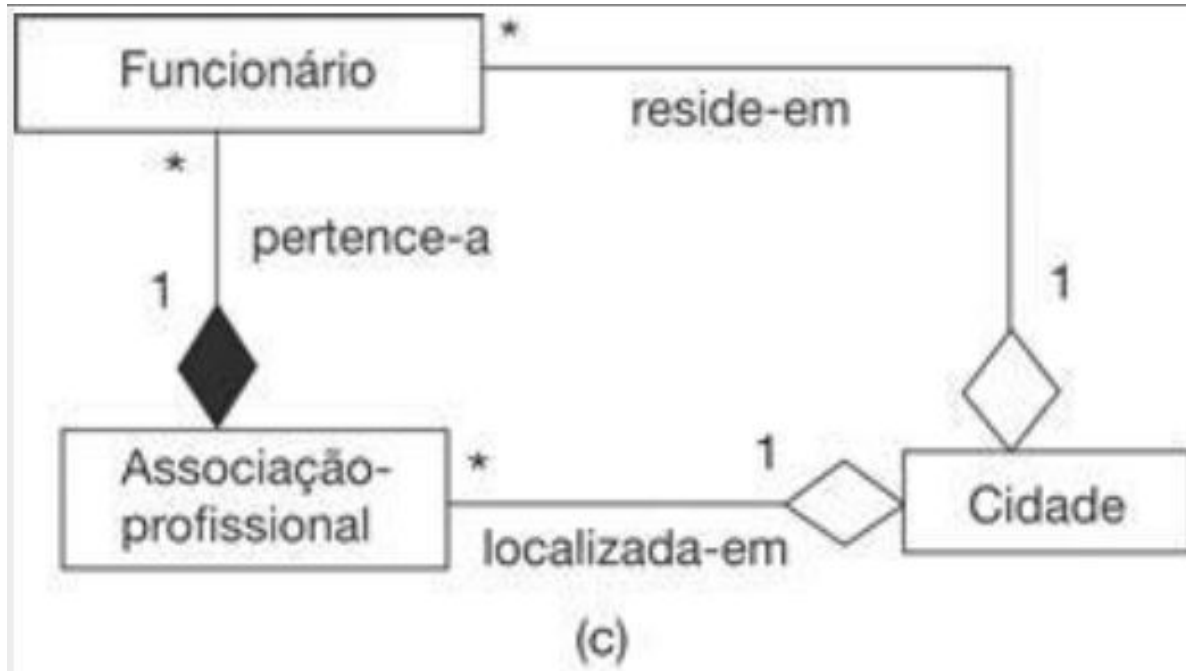 Funcionário
*
reside-em
*
pertence-a
1
1
Associação-
profissional
*
1
localizada-em
Cidade
(c)